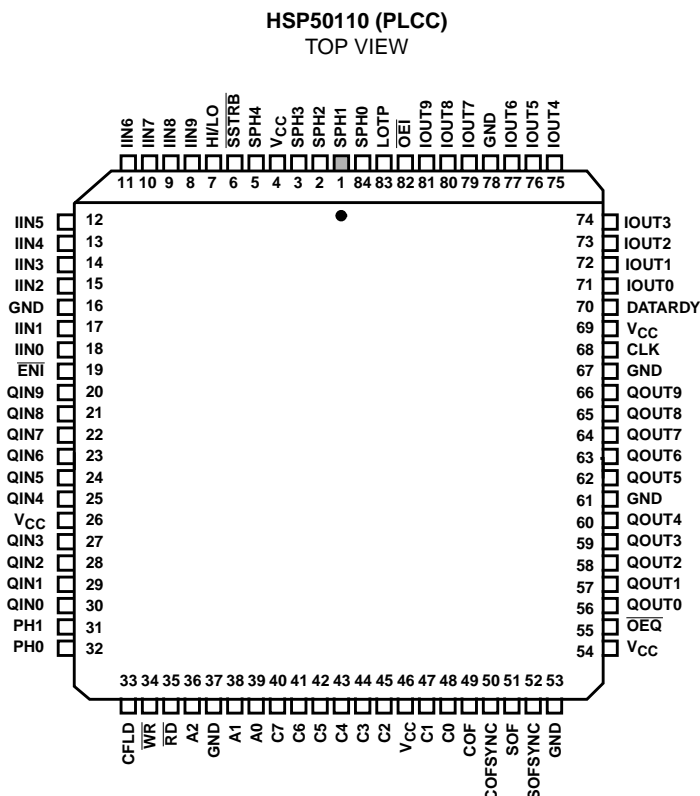 HSP50110 (PLCC)
TOP VIEW
IIN6 IIN7 IIN8 IIN9 HI/LO S̅S̅T̅R̅B̅ SPH4 VCC SPH3 SPH2 SPH1 SPH0 LOTP O̅E̅I̅ IOUT9 IOUT8 IOUT7 GND IOUT6 IOUT5 IOUT4
11 10 9 8 7 6 5 4 3 2 1 84 83 82 81 80 79 78 77 76 75
IIN5 12
IIN4 13
IIN3 14
IIN2 15
GND 16
IIN1 17
IIN0 18
E̅N̅I̅ 19
QIN9 20
QIN8 21
QIN7 22
QIN6 23
QIN5 24
QIN4 25
VCC 26
QIN3 27
QIN2 28
QIN1 29
QIN0 30
PH1 31
PH0 32
74 IOUT3
73 IOUT2
72 IOUT1
71 IOUT0
70 DATARDY
69 VCC
68 CLK
67 GND
66 QOUT9
65 QOUT8
64 QOUT7
63 QOUT6
62 QOUT5
61 GND
60 QOUT4
59 QOUT3
58 QOUT2
57 QOUT1
56 QOUT0
55 O̅E̅Q̅
54 VCC
33 34 35 36 37 38 39 40 41 42 43 44 45 46 47 48 49 50 51 52 53
CFLD W̅R̅ R̅D̅ A2 GND A1 A0 C7 C6 C5 C4 C3 C2 VCC C1 C0 COF COFSYNC SOF SOFSYNC GND